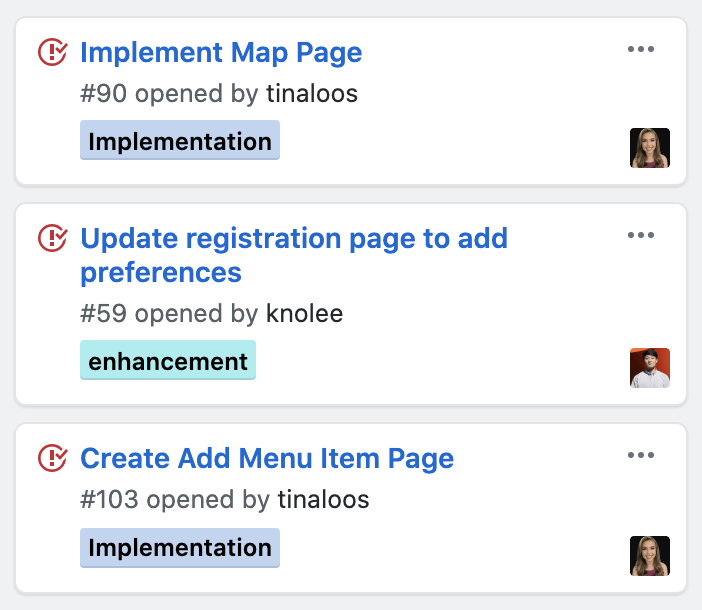 Implement Map Page
#90 opened by tinaloos
Implementation
Update registration page to add
preferences
#59 opened by knolee
enhancement
Create Add Menu Item Page
#103 opened by tinaloos
Implementation